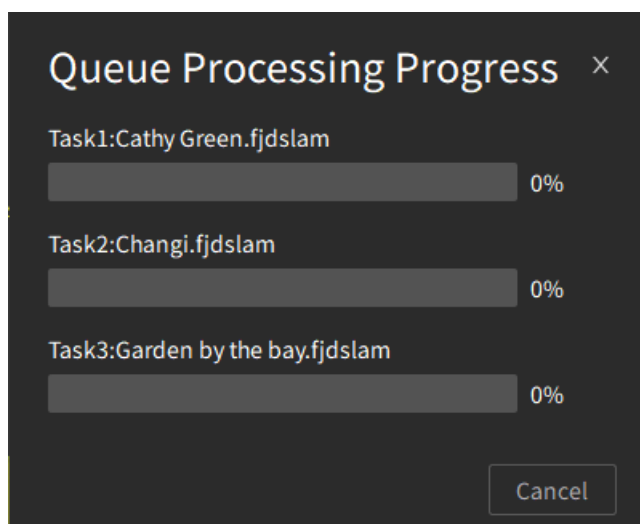 Queue Processing Progress X
Task1:Cathy Green.fjdslam
0%
Task2:Changi.fjdslam
0%
Task3:Garden by the bay.fjdslam
0%
Cancel